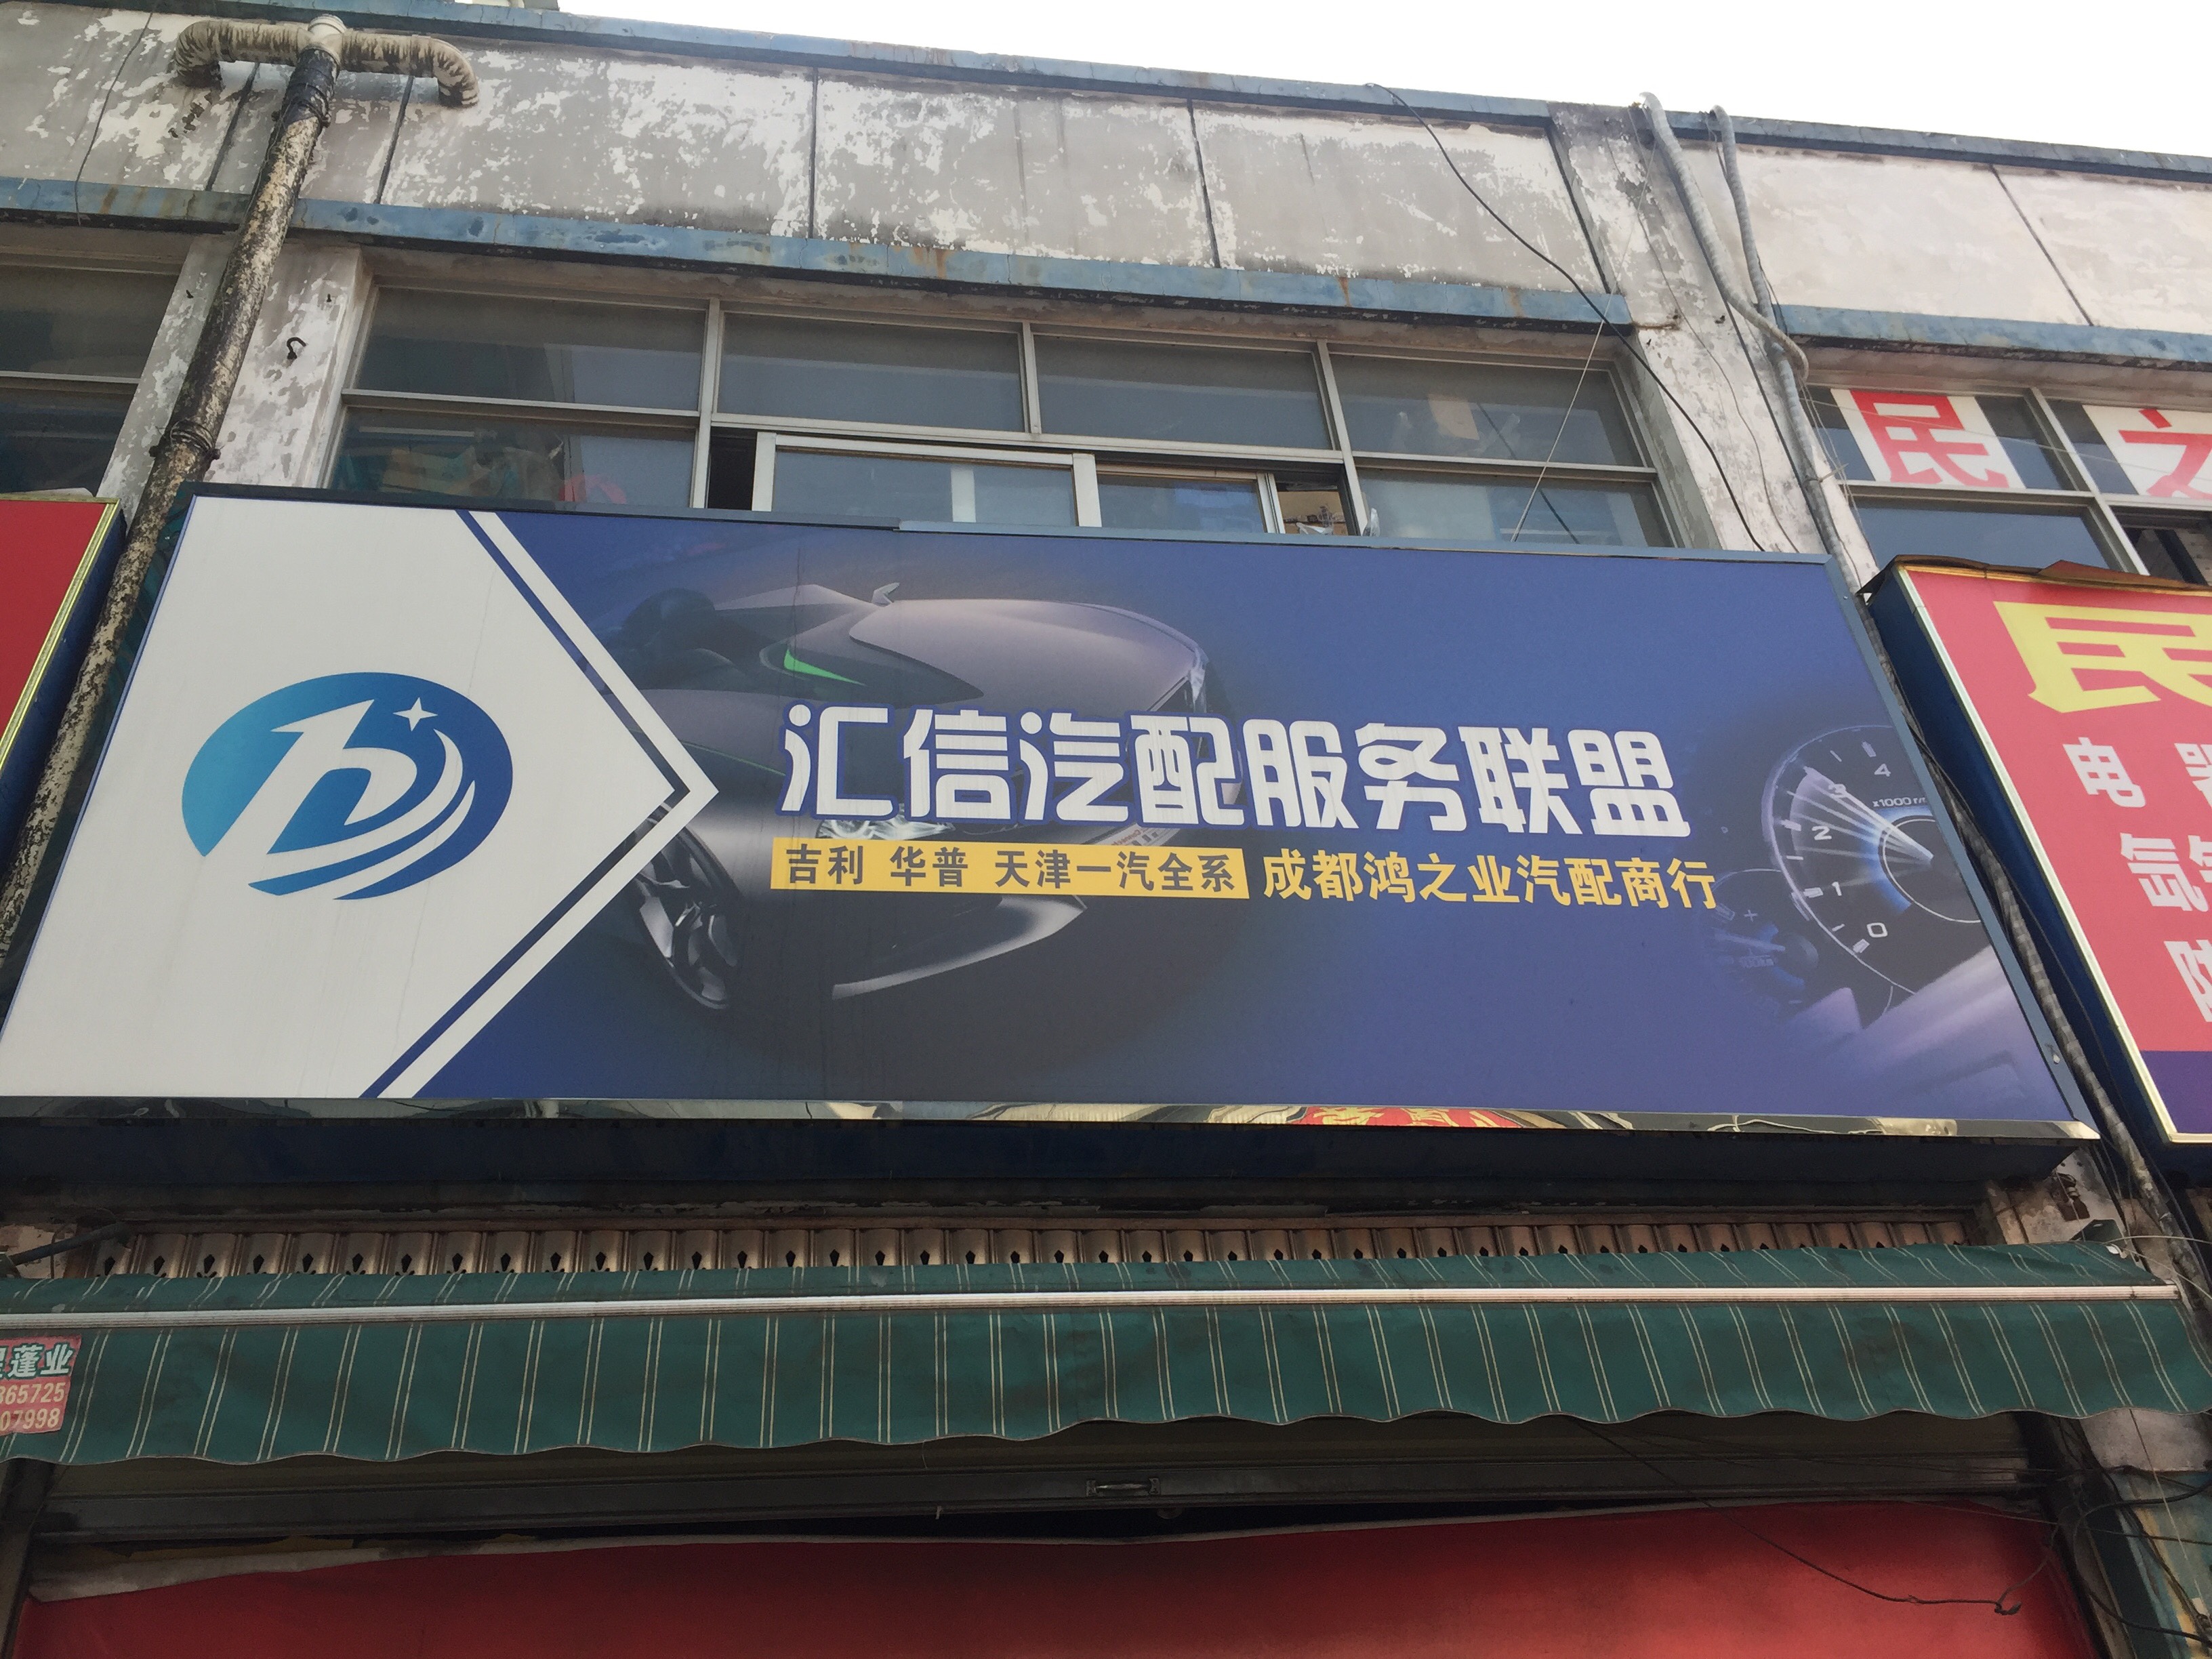 民 之
汇信汽配服务联盟
吉利 华普 天津一汽全系 成都鸿之业汽配商行
x1000 r/
4
3
2
1
0
民
电 器
氙
蓬业
365725
07998